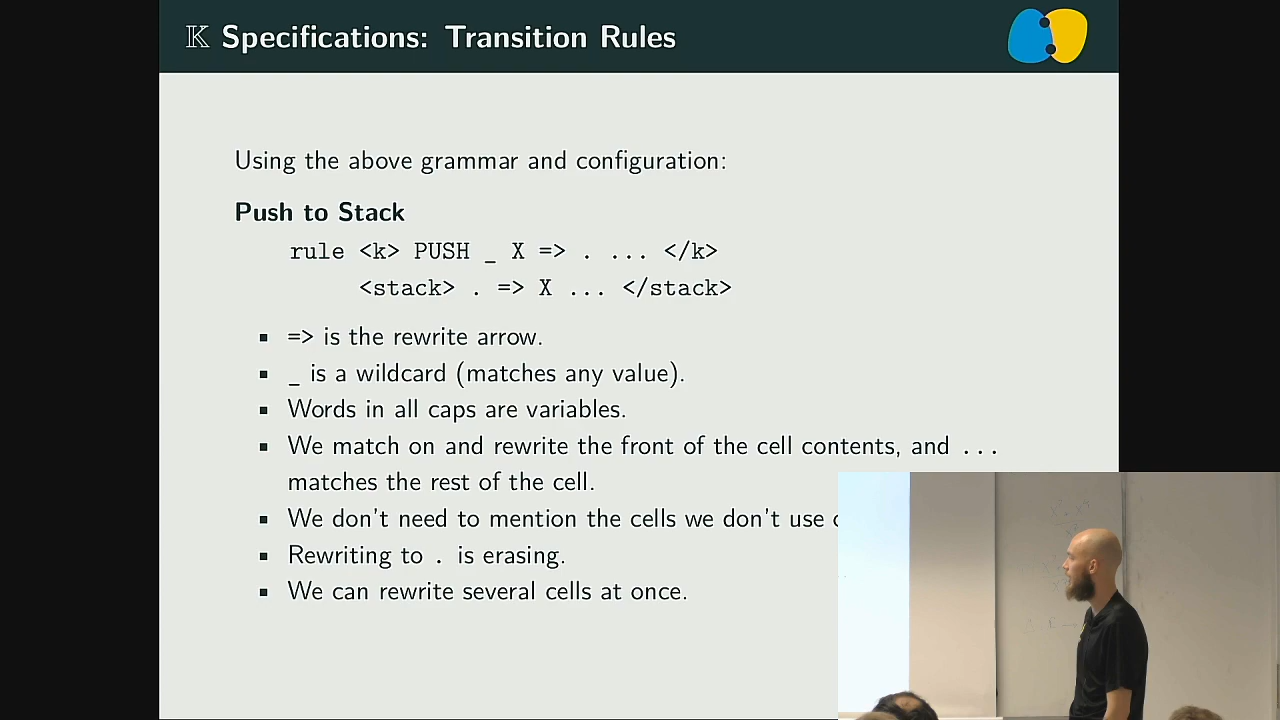 𝕂 Specifications: Transition Rules
Using the above grammar and configuration:
Push to Stack
rule <k> PUSH _ X => . ... </k>
<stack> . => X ... </stack>
▪ => is the rewrite arrow.
▪ _ is a wildcard (matches any value).
▪ Words in all caps are variables.
▪ We match on and rewrite the front of the cell contents, and ...
matches the rest of the cell.
▪ We don't need to mention the cells we don't use
▪ Rewriting to . is erasing.
▪ We can rewrite several cells at once.